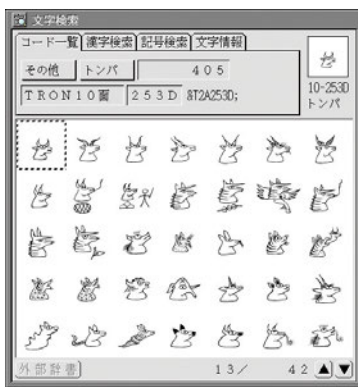 文字検索
コード一覧 漢字検索 記号検索 文字情報
その他 トンパ 405
TRON10面 253D &T2A253D;
10-253D
トンパ
外部辞書 13/ 42